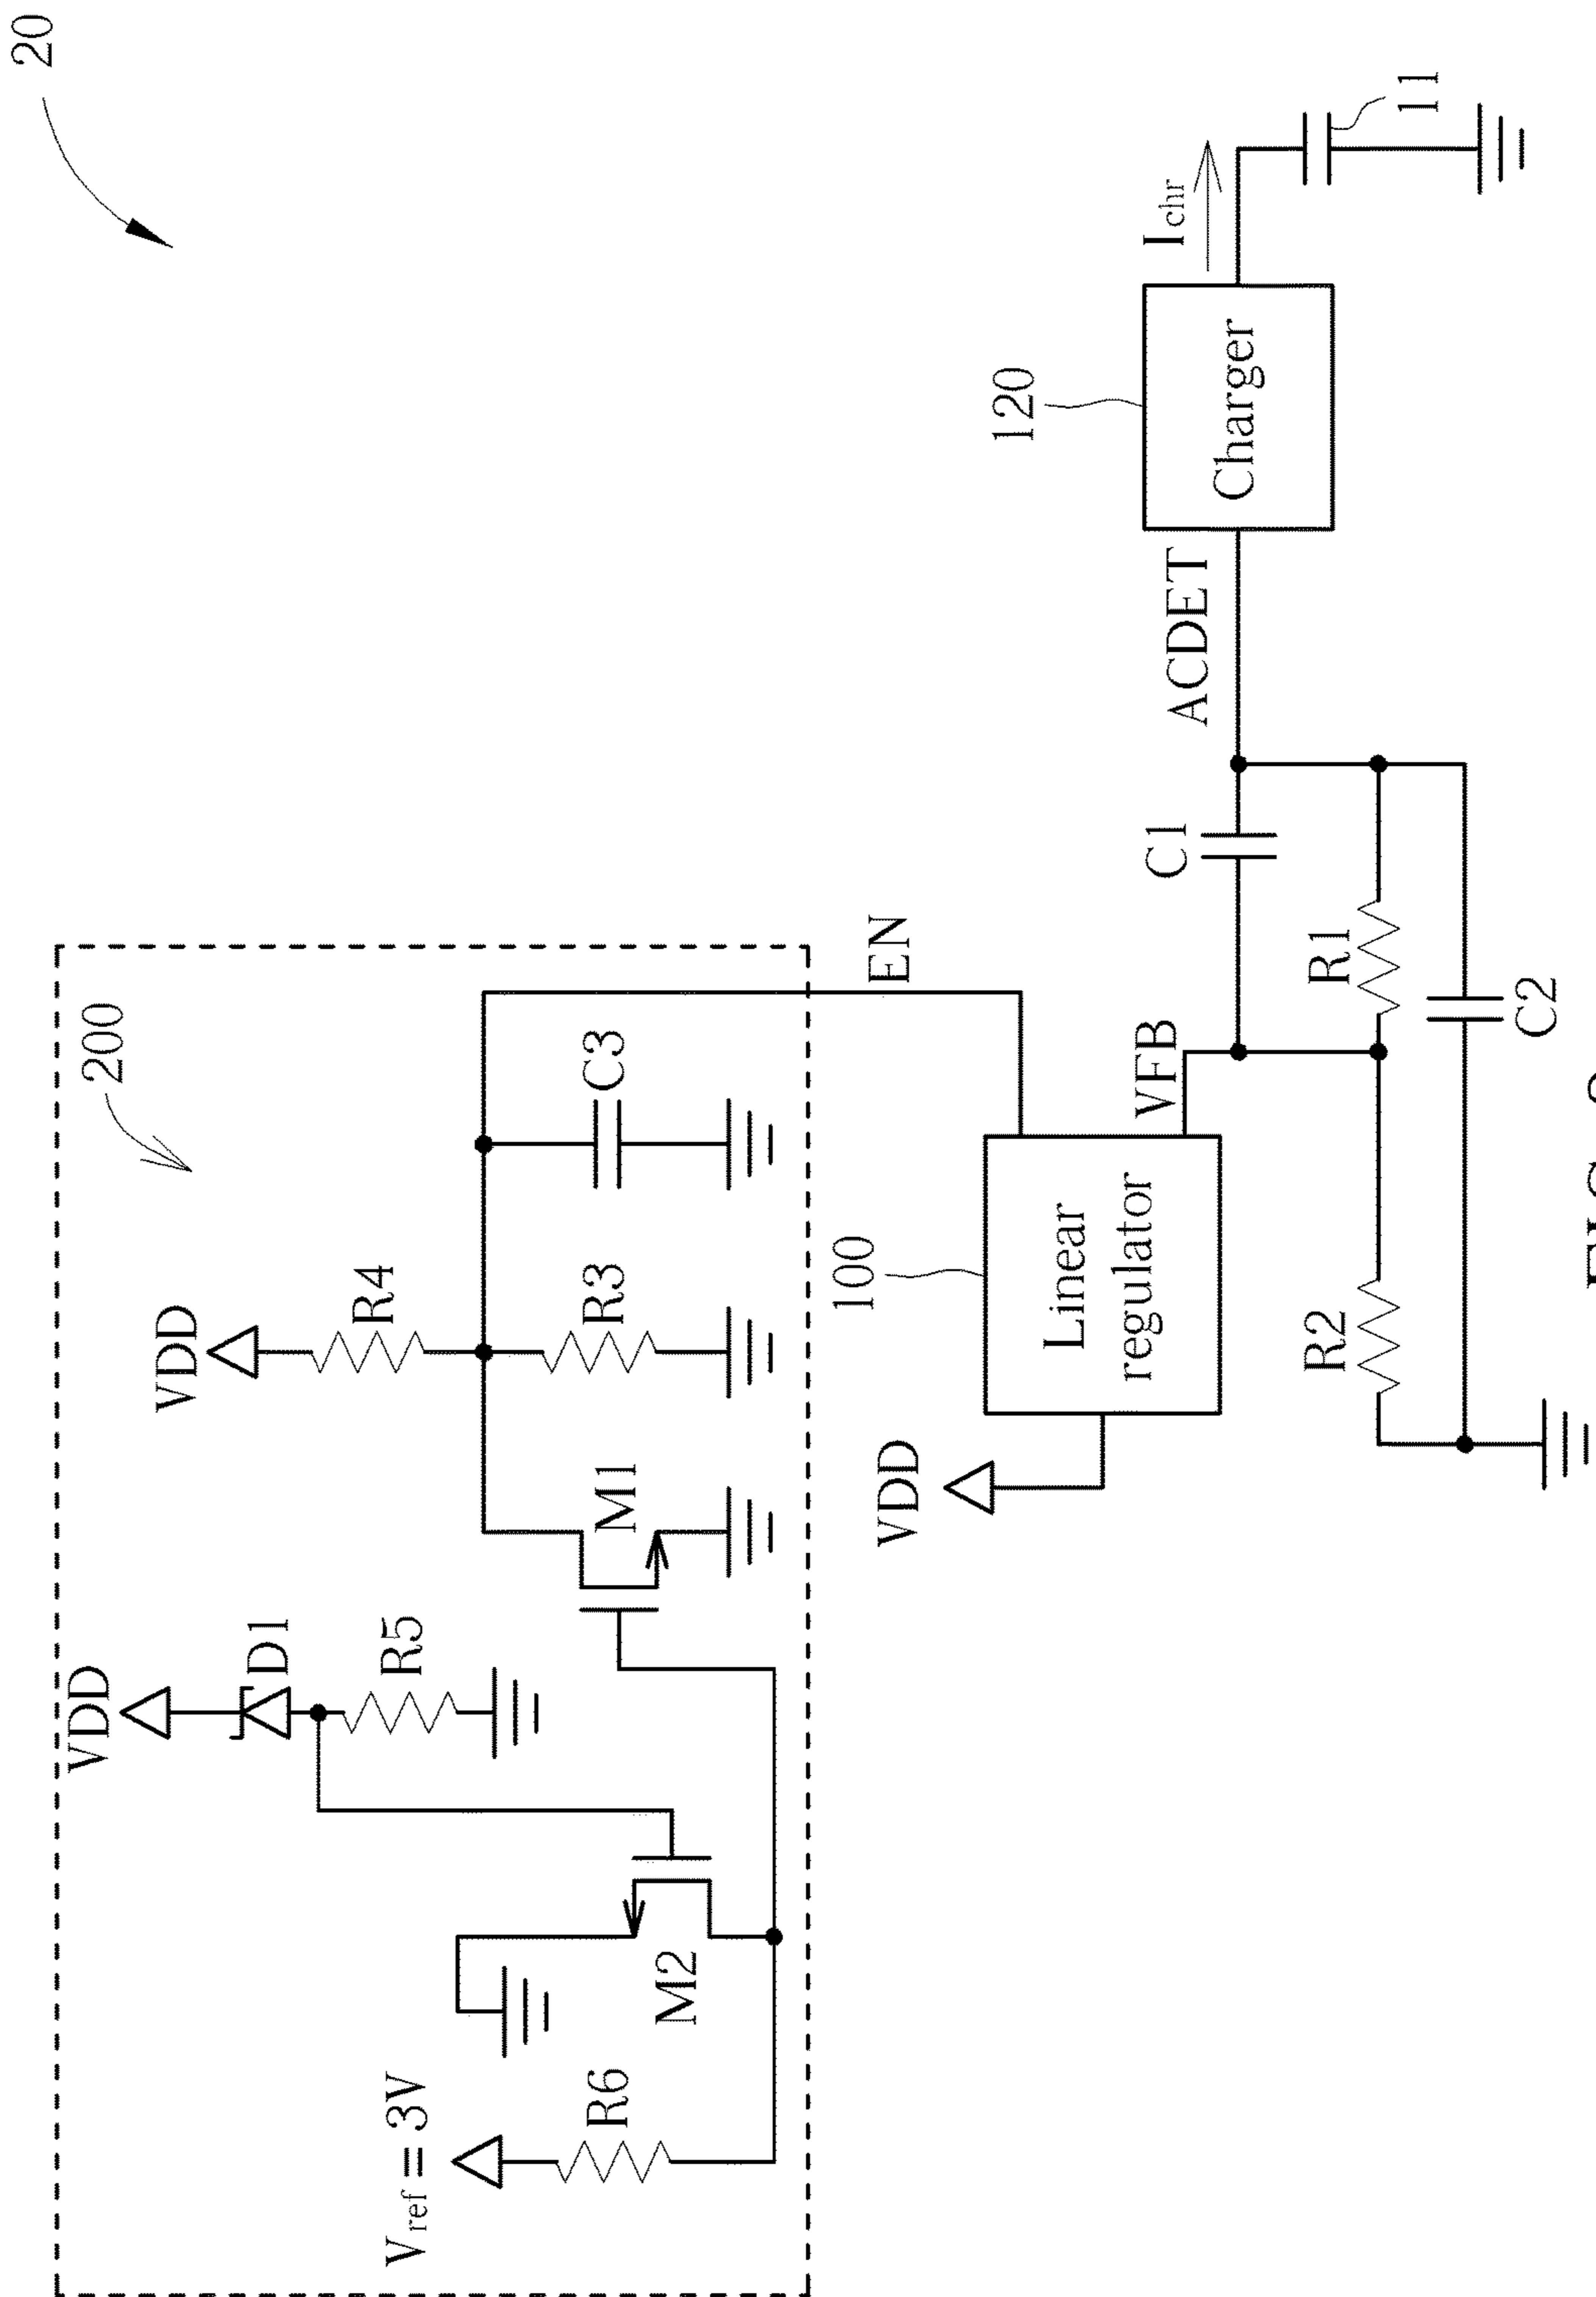 20
200
VDD
D1
R5
VDD
R4
Vref = 3V
R6
M2
M1
R3
C3
EN
VDD
100
Linear
regulator
VFB
C1
ACDET
120
Charger
Ichr
11
R2
R1
C2